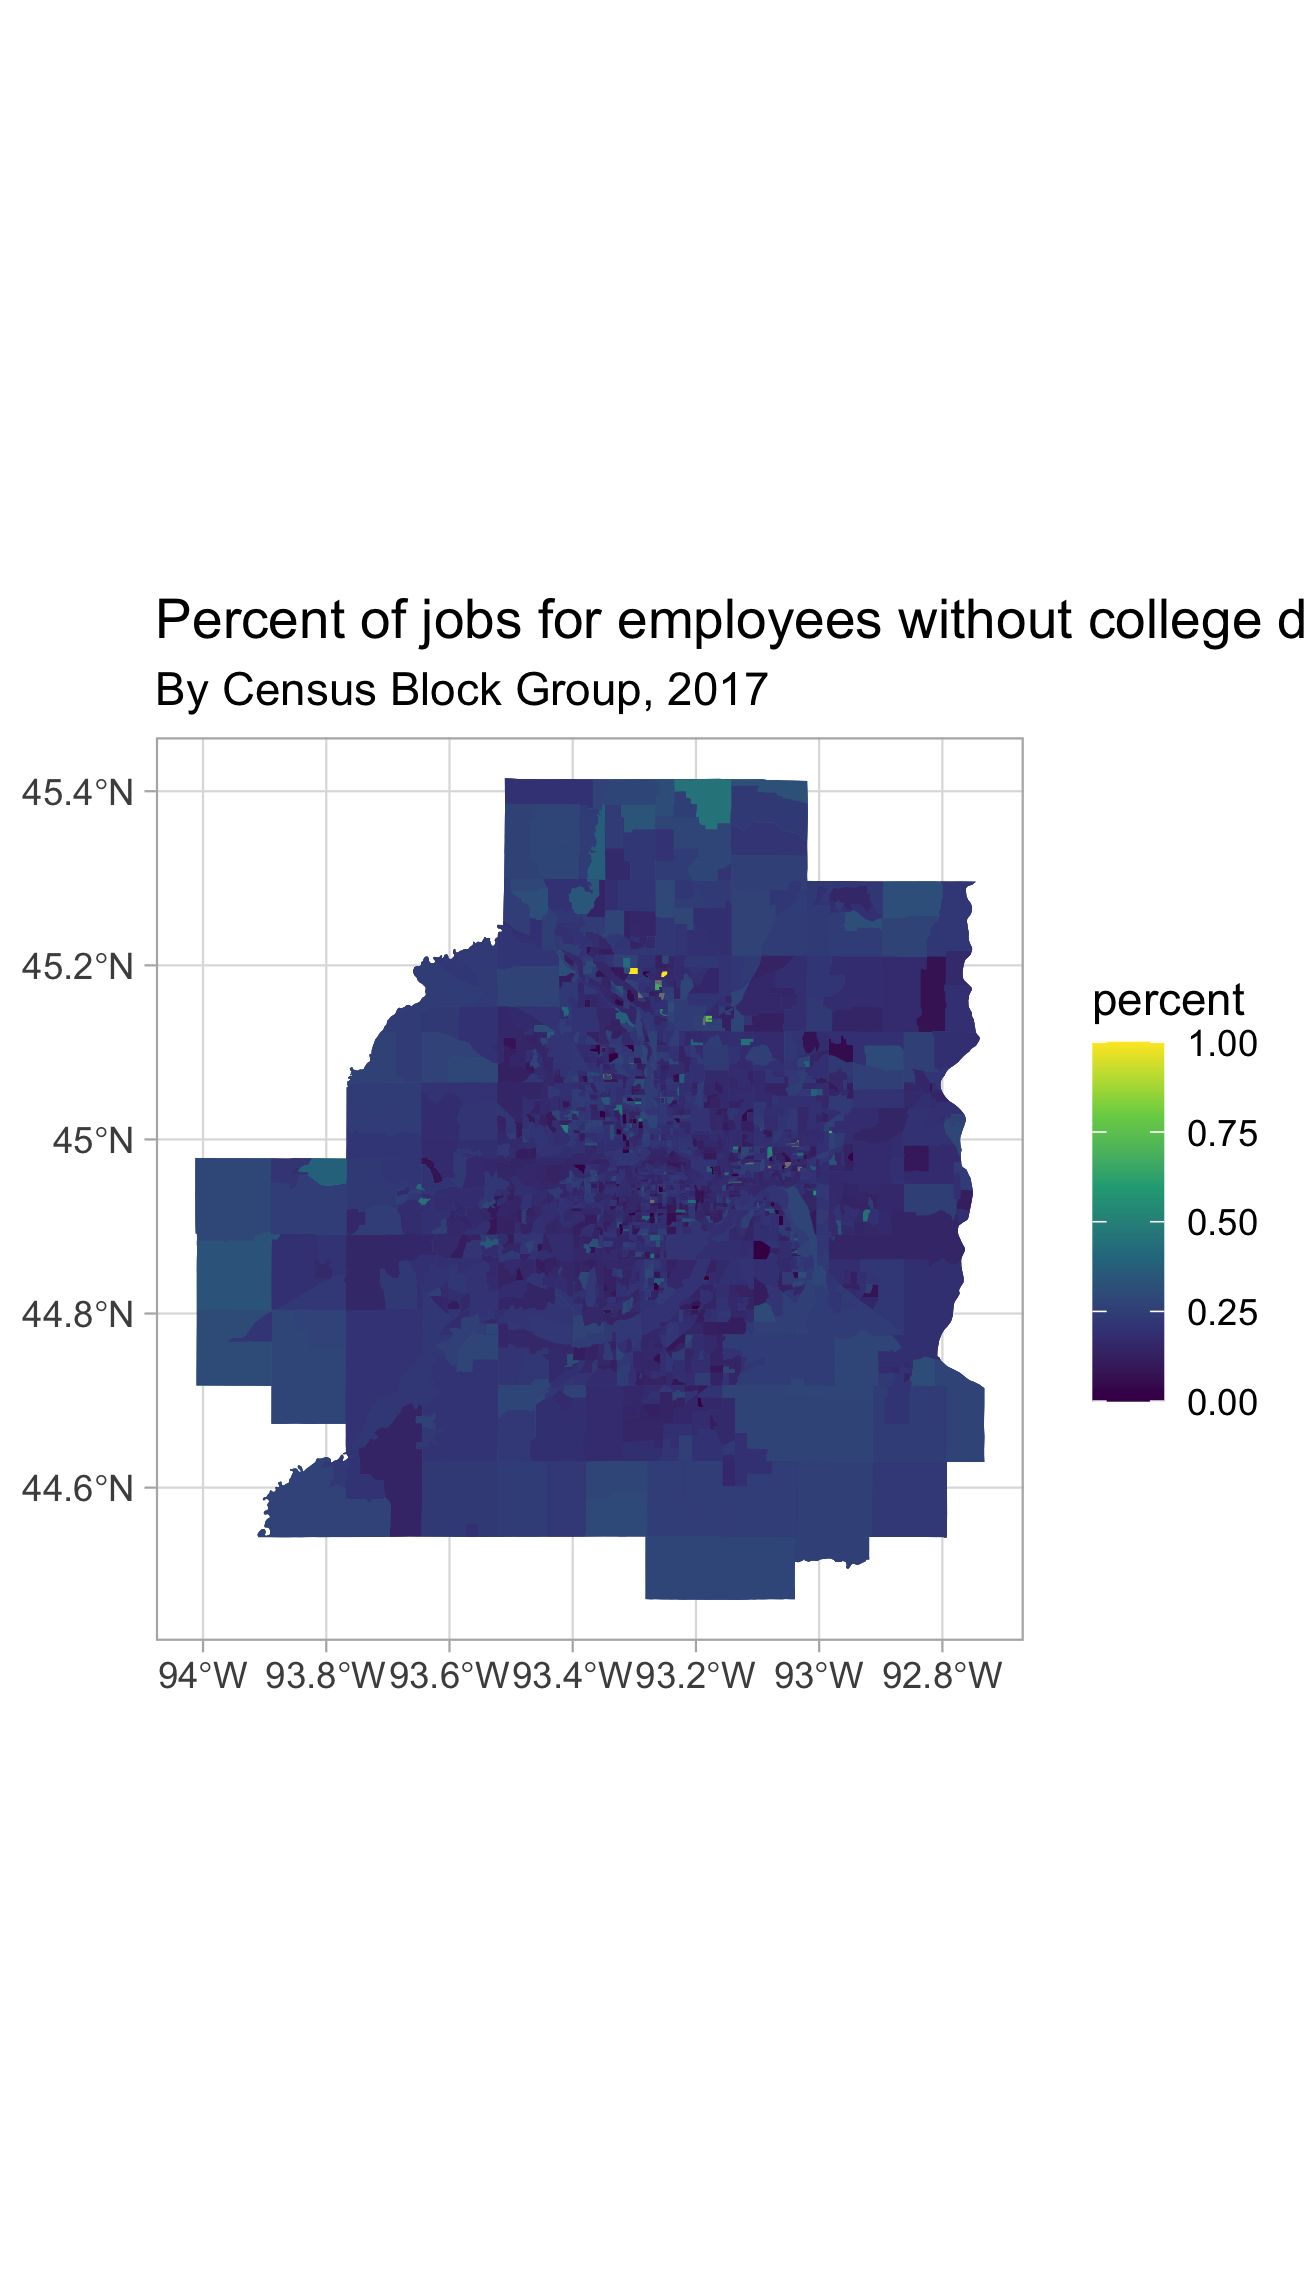 Percent of jobs for employees without college d
By Census Block Group, 2017
45.4°N
45.2°N
45°N
44.8°N
44.6°N
94°W 93.8°W 93.6°W 93.4°W 93.2°W 93°W 92.8°W
percent
1.00
0.75
0.50
0.25
0.00